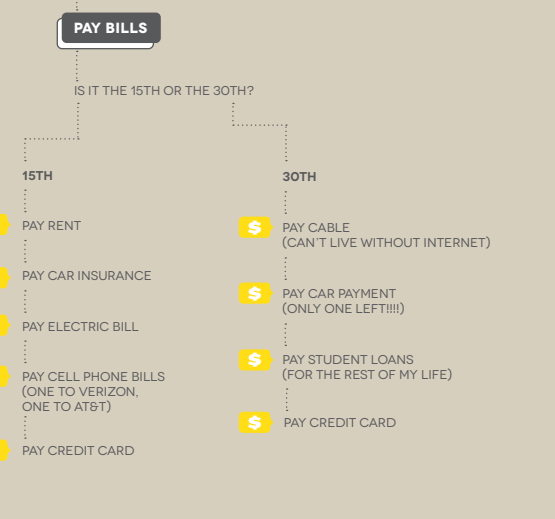 PAY BILLS
IS IT THE 15TH OR THE 30TH?
15TH
PAY RENT
PAY CAR INSURANCE
PAY ELECTRIC BILL
PAY CELL PHONE BILLS
(ONE TO VERIZON,
ONE TO AT&T)
PAY CREDIT CARD
30TH
$ PAY CABLE
(CAN'T LIVE WITHOUT INTERNET)
$ PAY CAR PAYMENT
(ONLY ONE LEFT!!!!)
$ PAY STUDENT LOANS
(FOR THE REST OF MY LIFE)
$ PAY CREDIT CARD